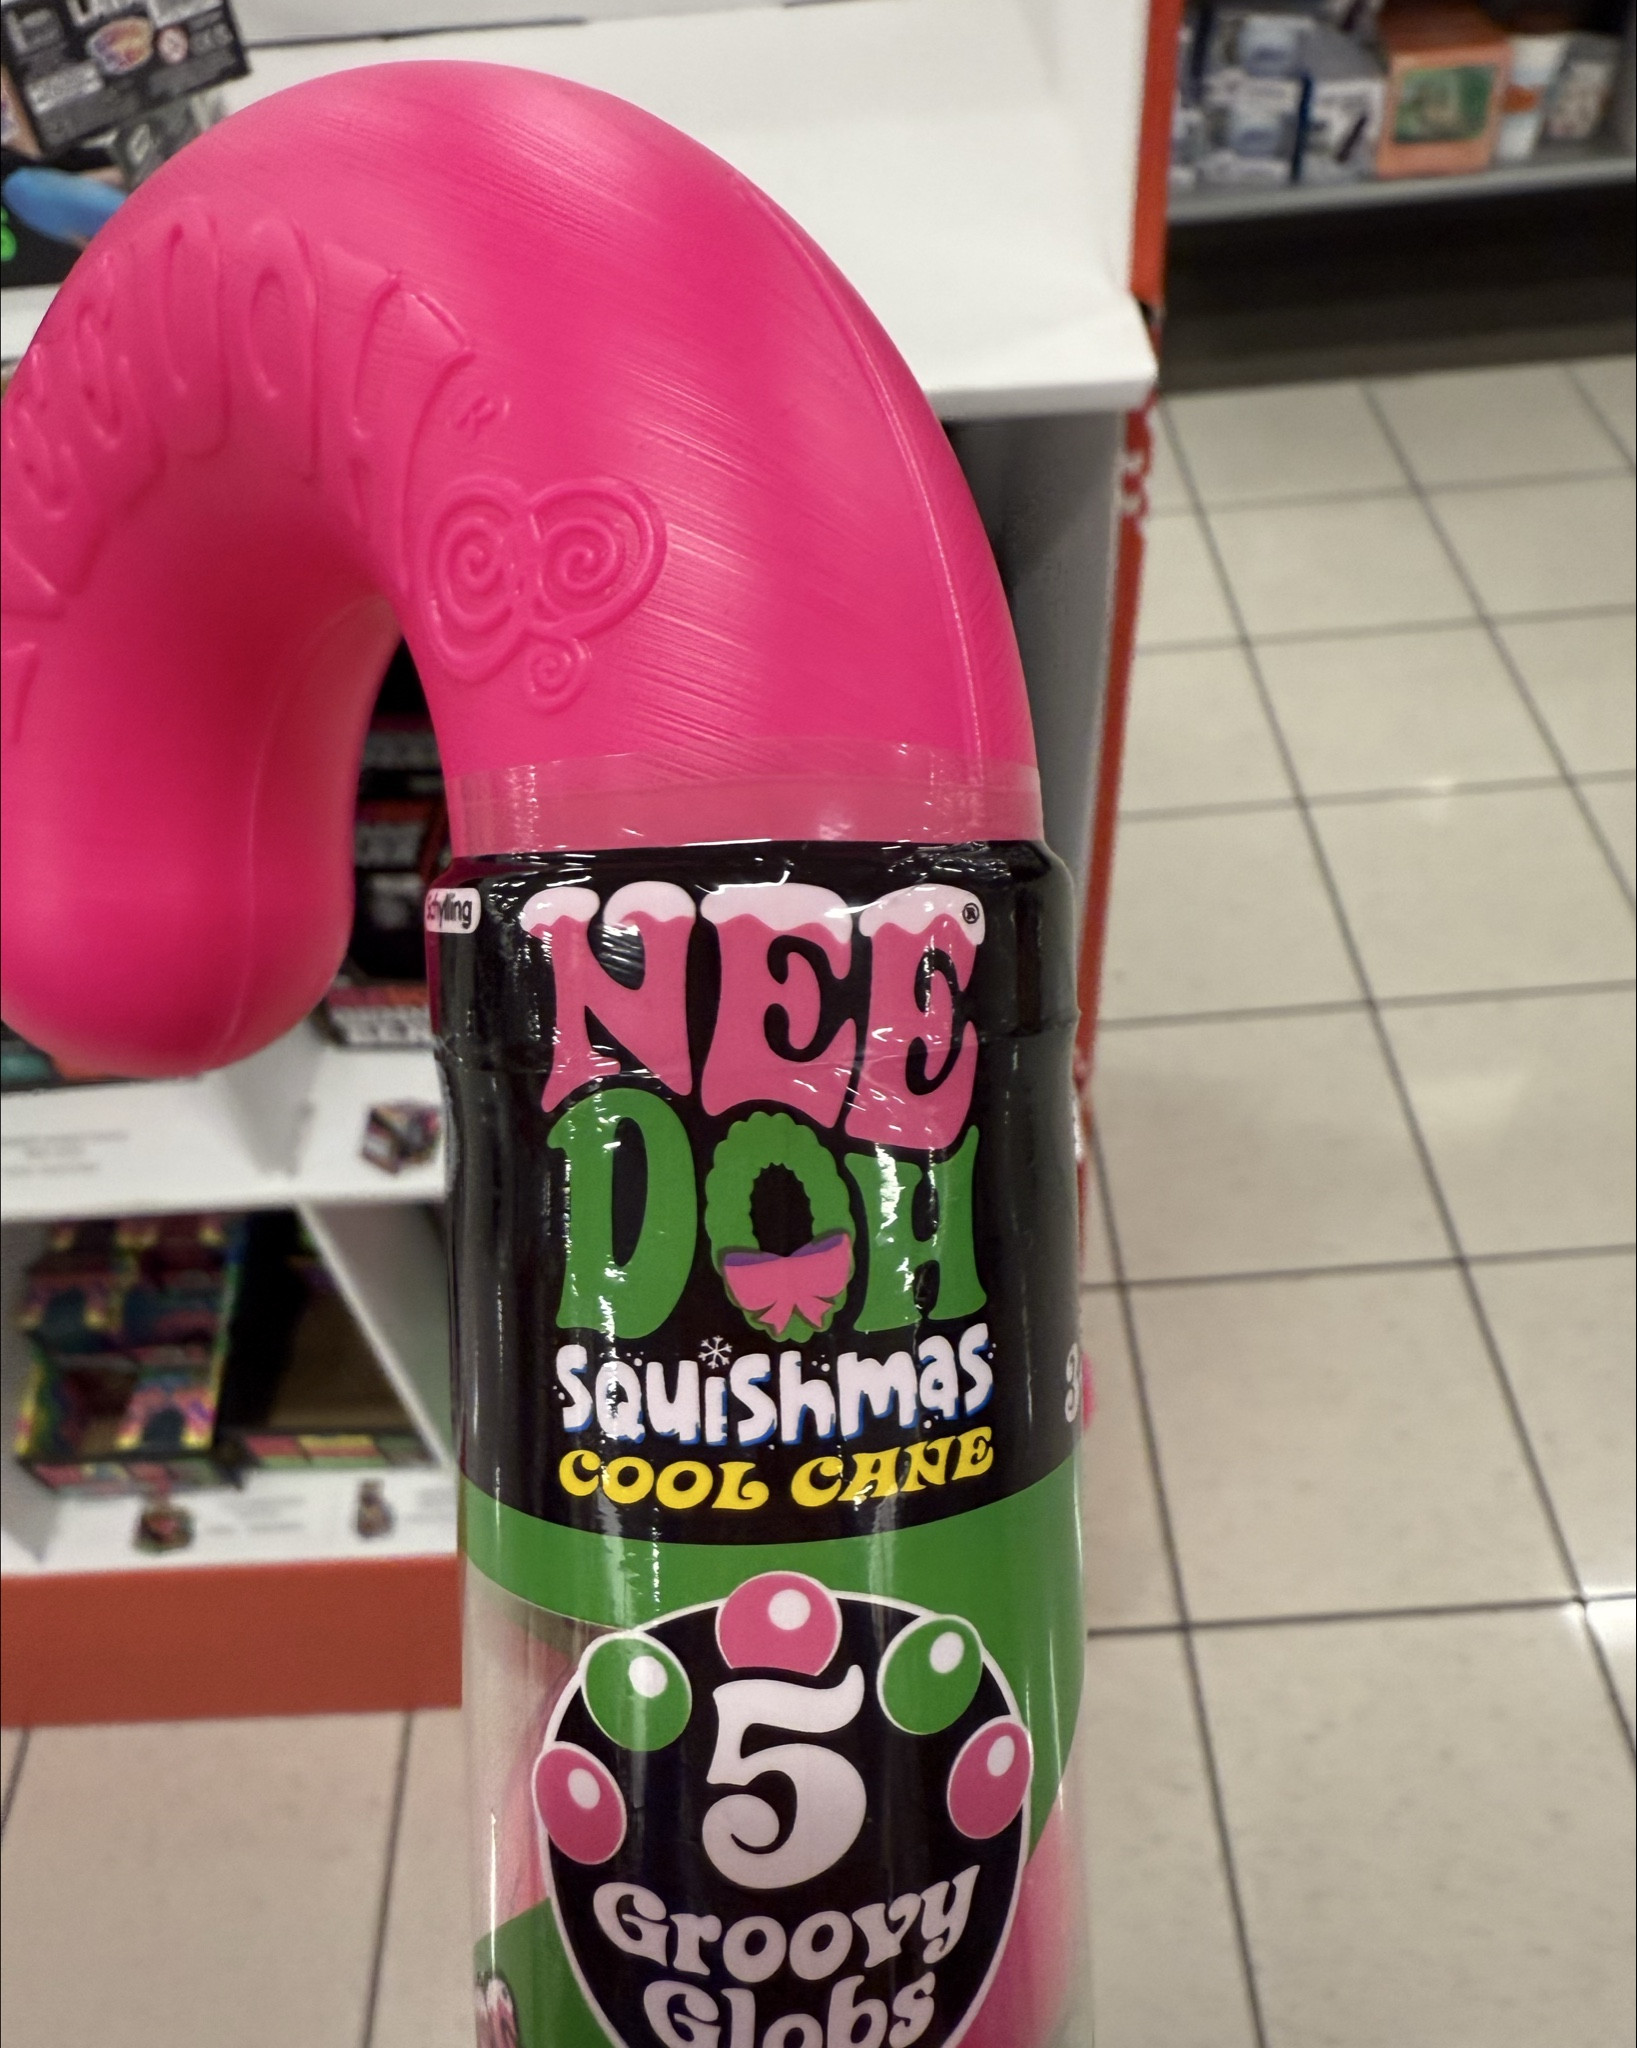 Schylling
NEE
®
DOH
Squishmas
COOL CANE
5
Groovy
Globs